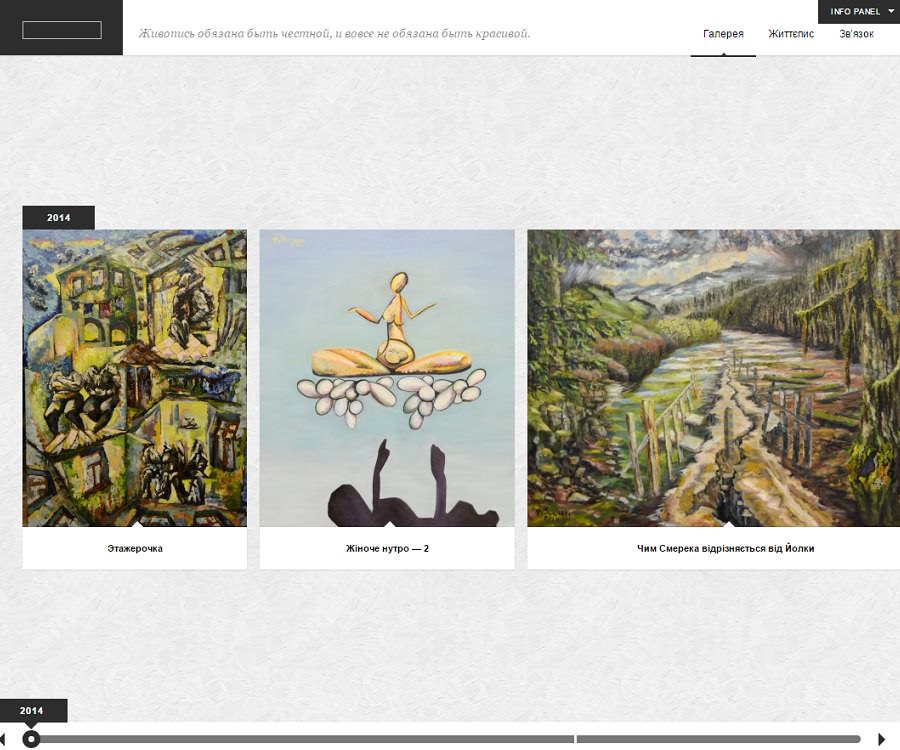 INFO PANEL
Живопись обязана быть честной, и вовсе не обязана быть красивой.
Галерея
Життєпис
Зв'язок
2014
Этажерочка
Жіноче нутро — 2
Чим Смерека відрізняється від Йолки
2014